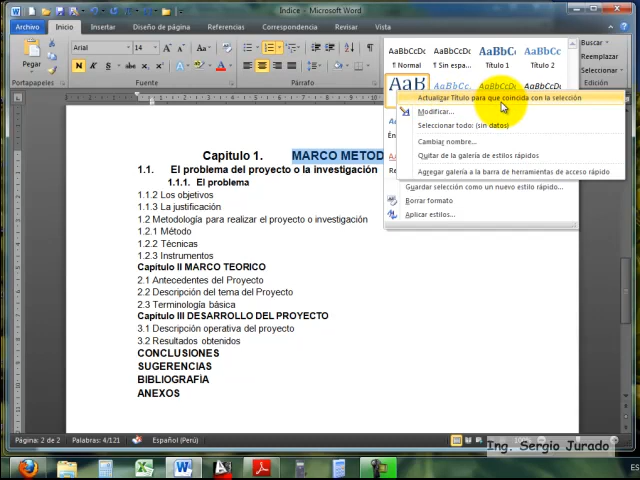 Indice - Microsoft Word
Archivo
Inicio
Insertar
Diseño de página
Referencias
Correspondencia
Revisar
Vista
Pegar
Portapapeles
Arial
14
N
Fuente
Párrafo
AaBbCcDc
AaBbCcDc
AaBbC
AaBbCc
¶ Normal
¶ Sin espa...
Título 1
Título 2
Buscar
Reemplazar
Seleccionar
Edición
Actualizar Título para que coincida con la selección
Modificar...
Seleccionar todo: (sin datos)
Cambiar nombre...
Quitar de la galería de estilos rápidos
Agregar galería a la barra de herramientas de acceso rápido
Guardar selección como un nuevo estilo rápido...
Borrar formato
Aplicar estilos...
Capitulo 1. MARCO METOD
1.1. El problema del proyecto o la investigación
1.1.1. El problema
1.1.2 Los objetivos
1.1.3 La justificación
1.2 Metodología para realizar el proyecto o investigación
1.2.1 Método
1.2.2 Técnicas
1.2.3 Instrumentos
Capítulo II MARCO TEORICO
2.1 Antecedentes del Proyecto
2.2 Descripción del tema del Proyecto
2.3 Terminología básica
Capítulo III DESARROLLO DEL PROYECTO
3.1 Descripción operativa del proyecto
3.2 Resultados obtenidos
CONCLUSIONES
SUGERENCIAS
BIBLIOGRAFÍA
ANEXOS
Página: 2 de 2
Palabras: 4/121
Español (Perú)
Ing. Sergio Jurado
ES